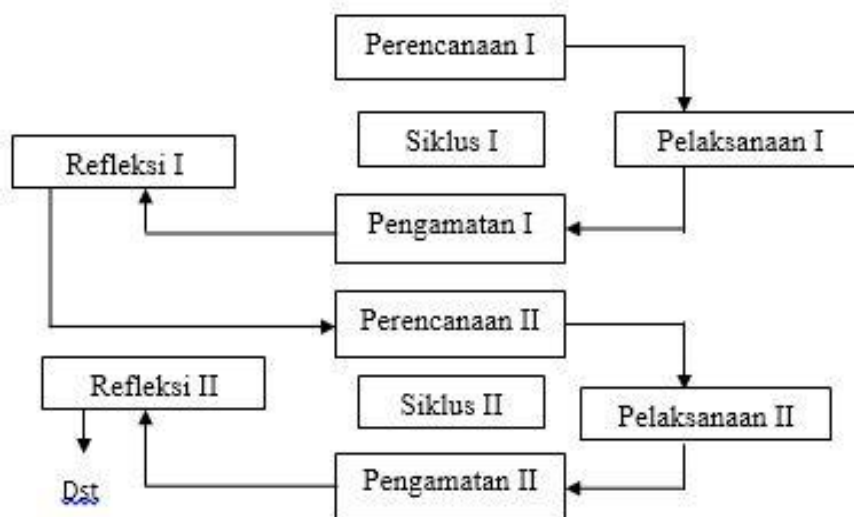 Perencanaan I
Siklus I
Pelaksanaan I
Refleksi I
Pengamatan I
Perencanaan II
Refleksi II
Siklus II
Pelaksanaan II
Pengamatan II
Dst